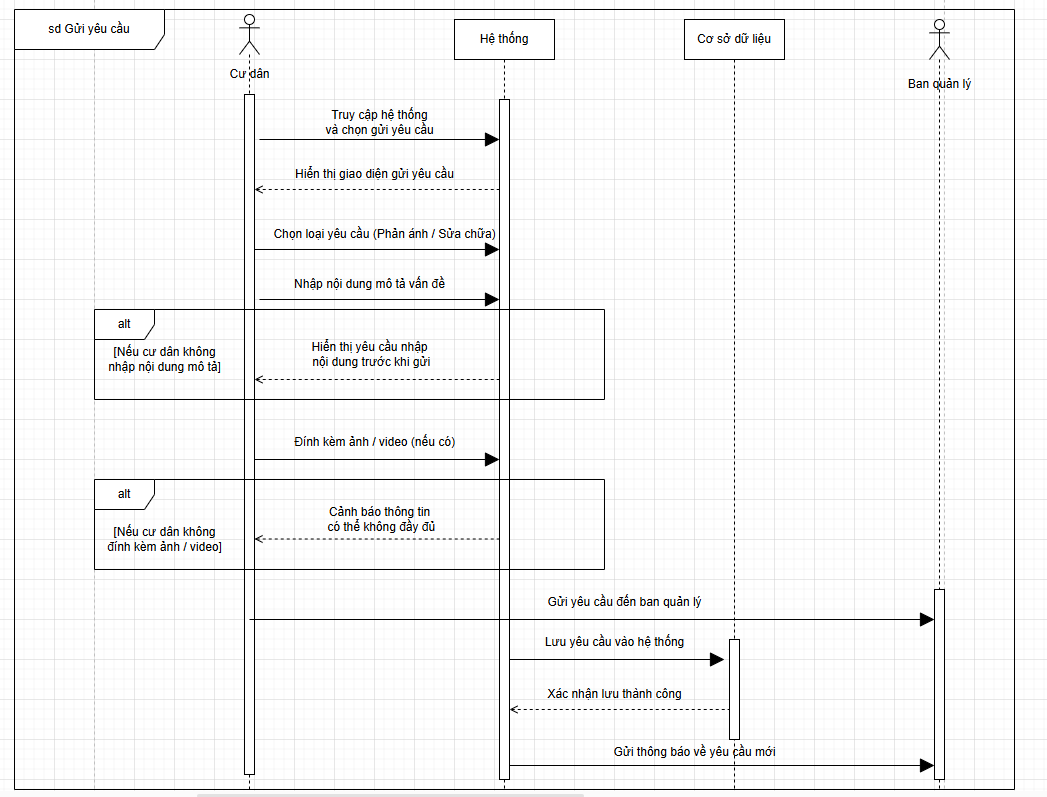 sd Gửi yêu cầu
Cư dân
Hệ thống
Cơ sở dữ liệu
Ban quản lý
Truy cập hệ thống
và chọn gửi yêu cầu
Hiển thị giao diện gửi yêu cầu
Chọn loại yêu cầu (Phản ánh / Sửa chữa)
Nhập nội dung mô tả vấn đề
alt
[Nếu cư dân không
nhập nội dung mô tả]
Hiển thị yêu cầu nhập
nội dung trước khi gửi
Đính kèm ảnh / video (nếu có)
alt
[Nếu cư dân không
đính kèm ảnh / video]
Cảnh báo thông tin
có thể không đầy đủ
Gửi yêu cầu đến ban quản lý
Lưu yêu cầu vào hệ thống
Xác nhận lưu thành công
Gửi thông báo về yêu cầu mới